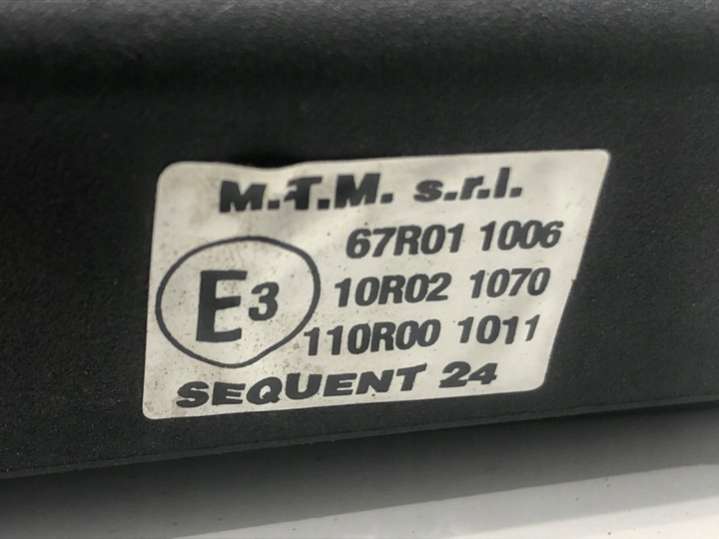 M.T.M. s.r.l.
67R01 1006
E3
10R02 1070
110R00 1011
SEQUENT 24